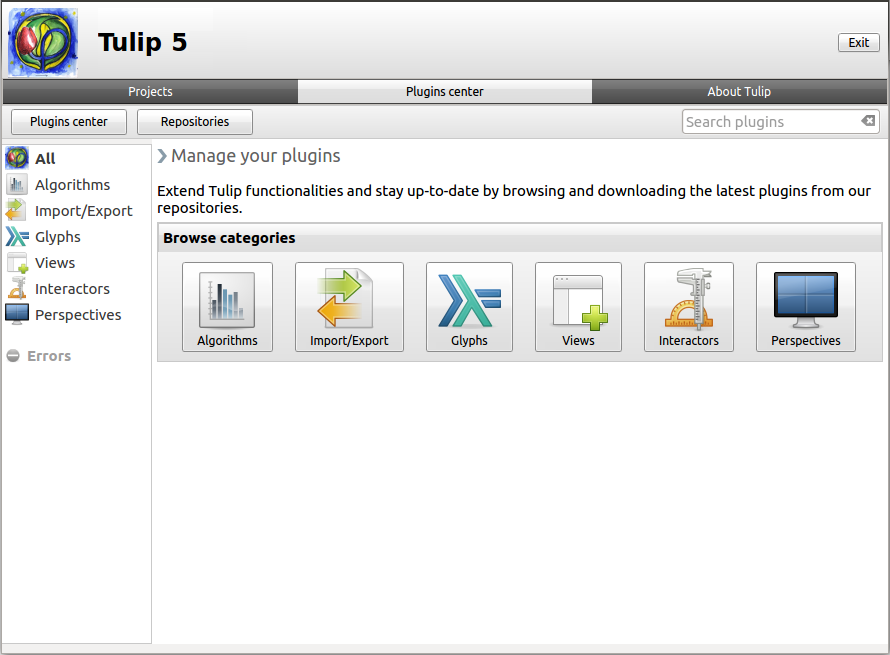 Tulip 5
Exit
Projects
Plugins center
About Tulip
Plugins center
Repositories
Search plugins
All
Algorithms
Import/Export
Glyphs
Views
Interactors
Perspectives
Errors
Manage your plugins
Extend Tulip functionalities and stay up-to-date by browsing and downloading the latest plugins from our
repositories.
Browse categories
Algorithms
Import/Export
Glyphs
Views
Interactors
Perspectives